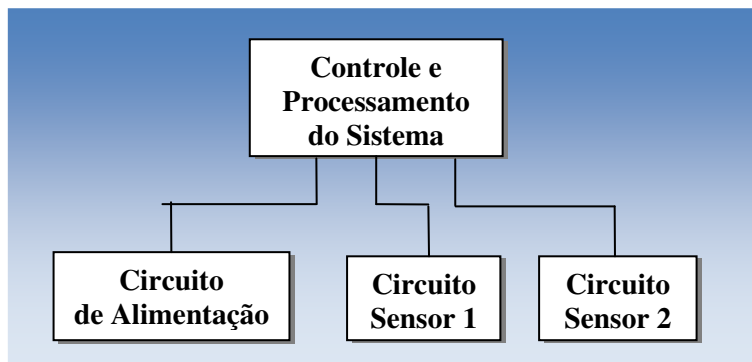 Controle e
Processamento
do Sistema
Circuito
de Alimentação
Circuito
Sensor 1
Circuito
Sensor 2